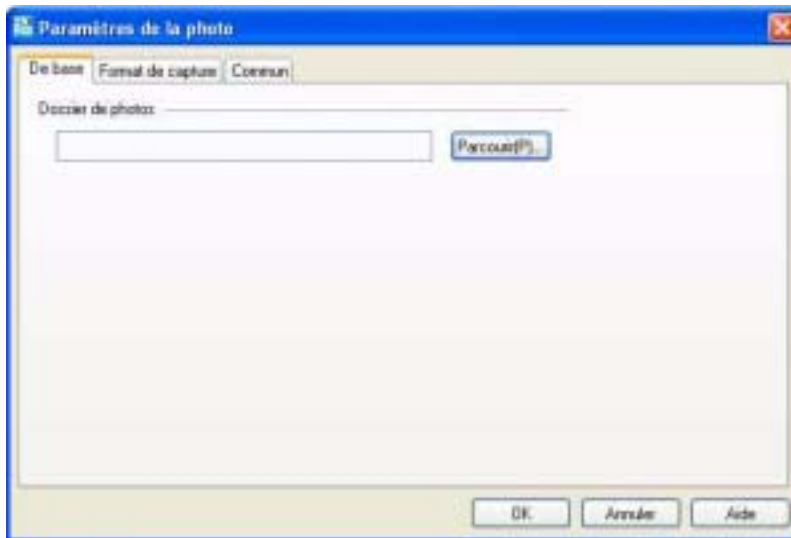 Paramètres de la photo
De base Format de capture Commun
Dossier de photos
Parcourir(P)...
OK Annuler Aide